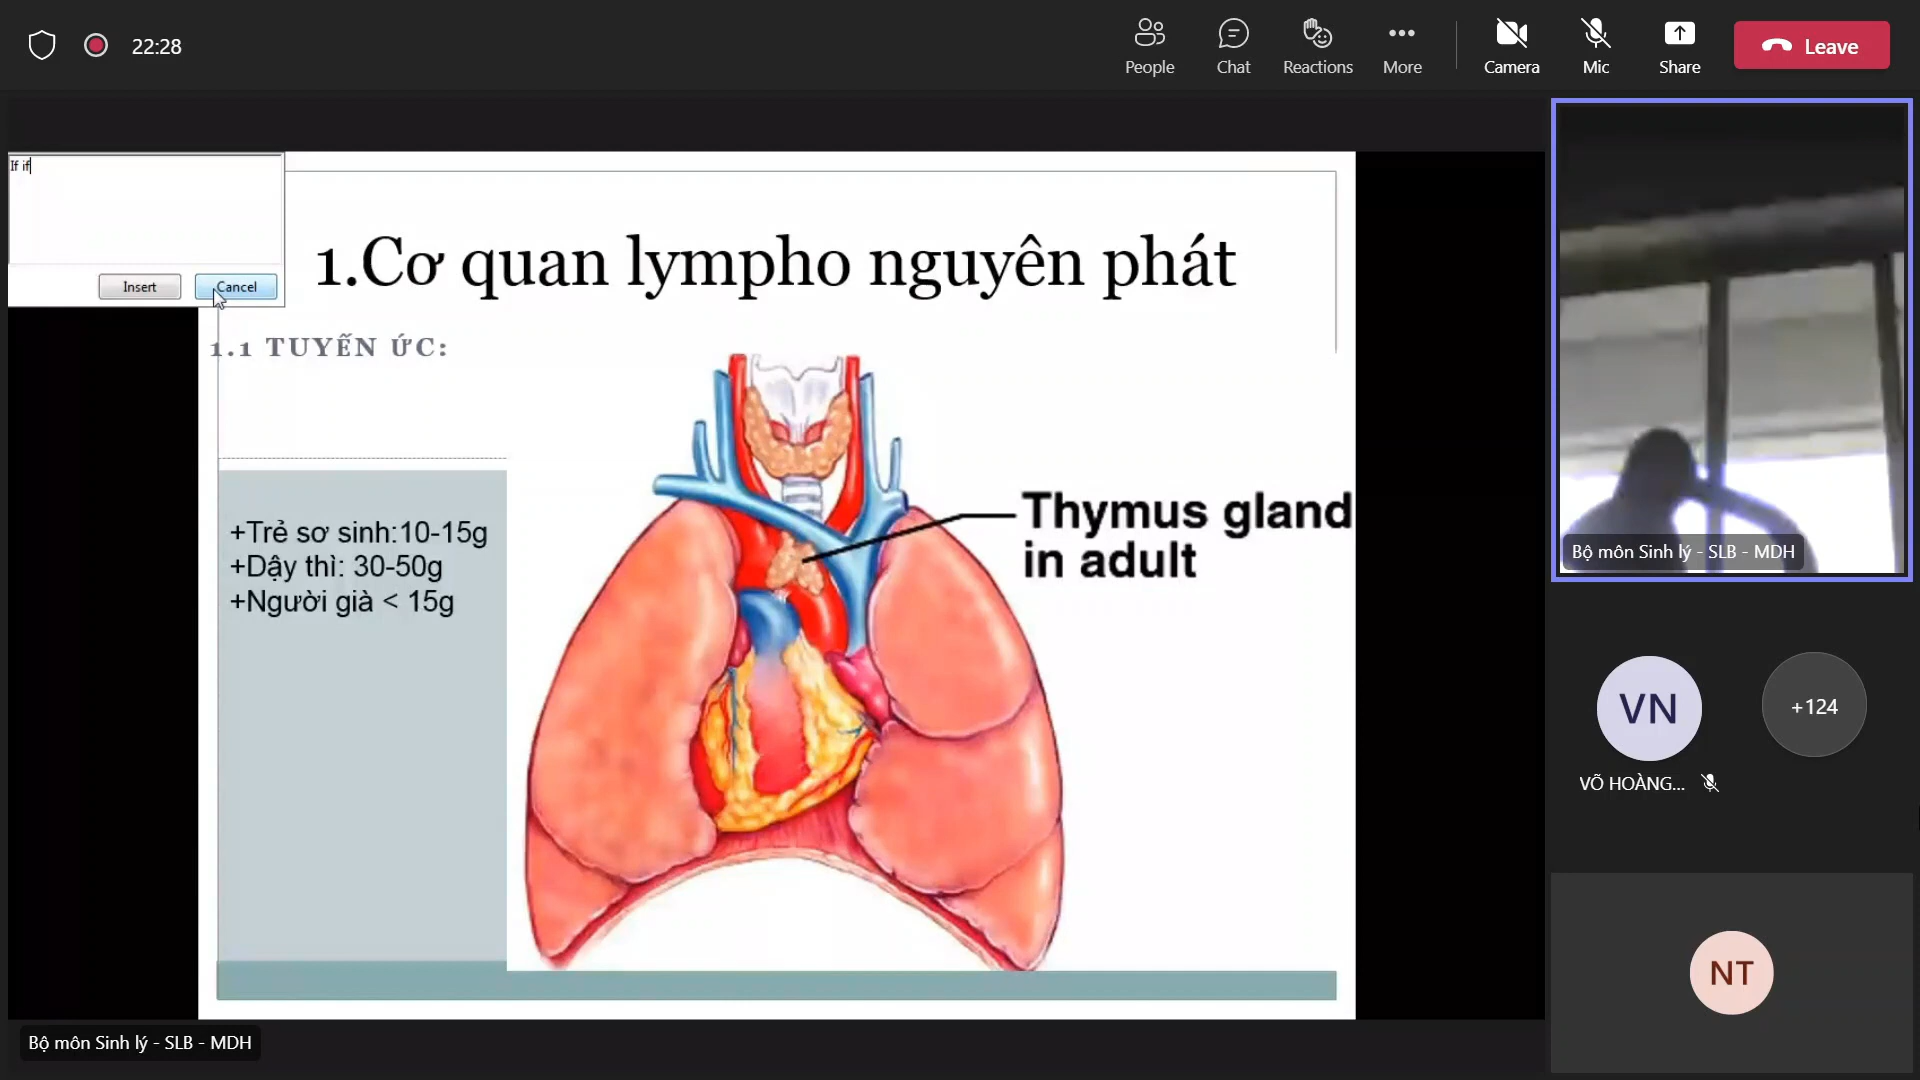 22:28
People
Chat
Reactions
More
Camera
Mic
Share
Leave
If if
Insert
Cancel
1.Cơ quan lympho nguyên phát
1.1 TUYẾN ỨC:
+Trẻ sơ sinh:10-15g
+Dậy thì: 30-50g
+Người già < 15g
Thymus gland
in adult
Bộ môn Sinh lý - SLB - MDH
VN
+124
VÕ HOÀNG...
NT
Bộ môn Sinh lý - SLB - MDH